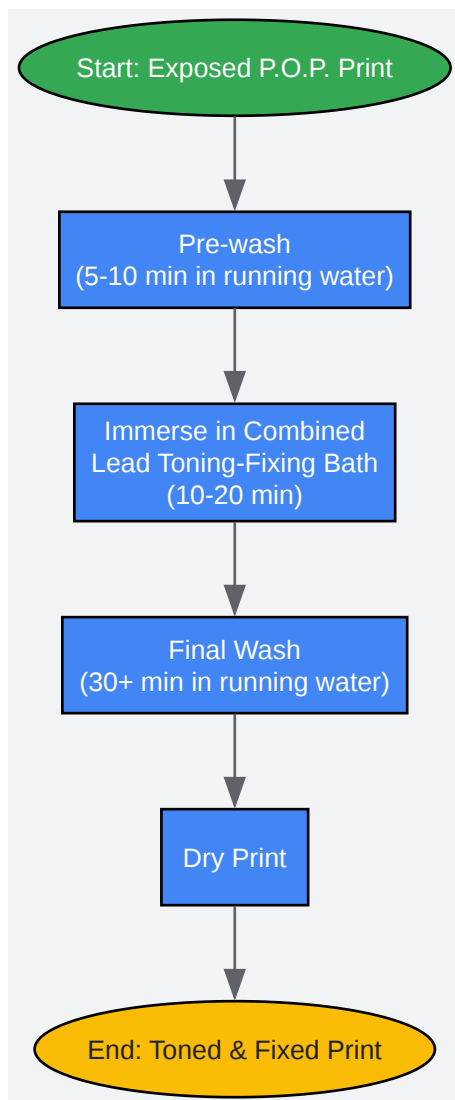 Start: Exposed P.O.P. Print
Pre-wash
(5-10 min in running water)
Immerse in Combined
Lead Toning-Fixing Bath
(10-20 min)
Final Wash
(30+ min in running water)
Dry Print
End: Toned & Fixed Print